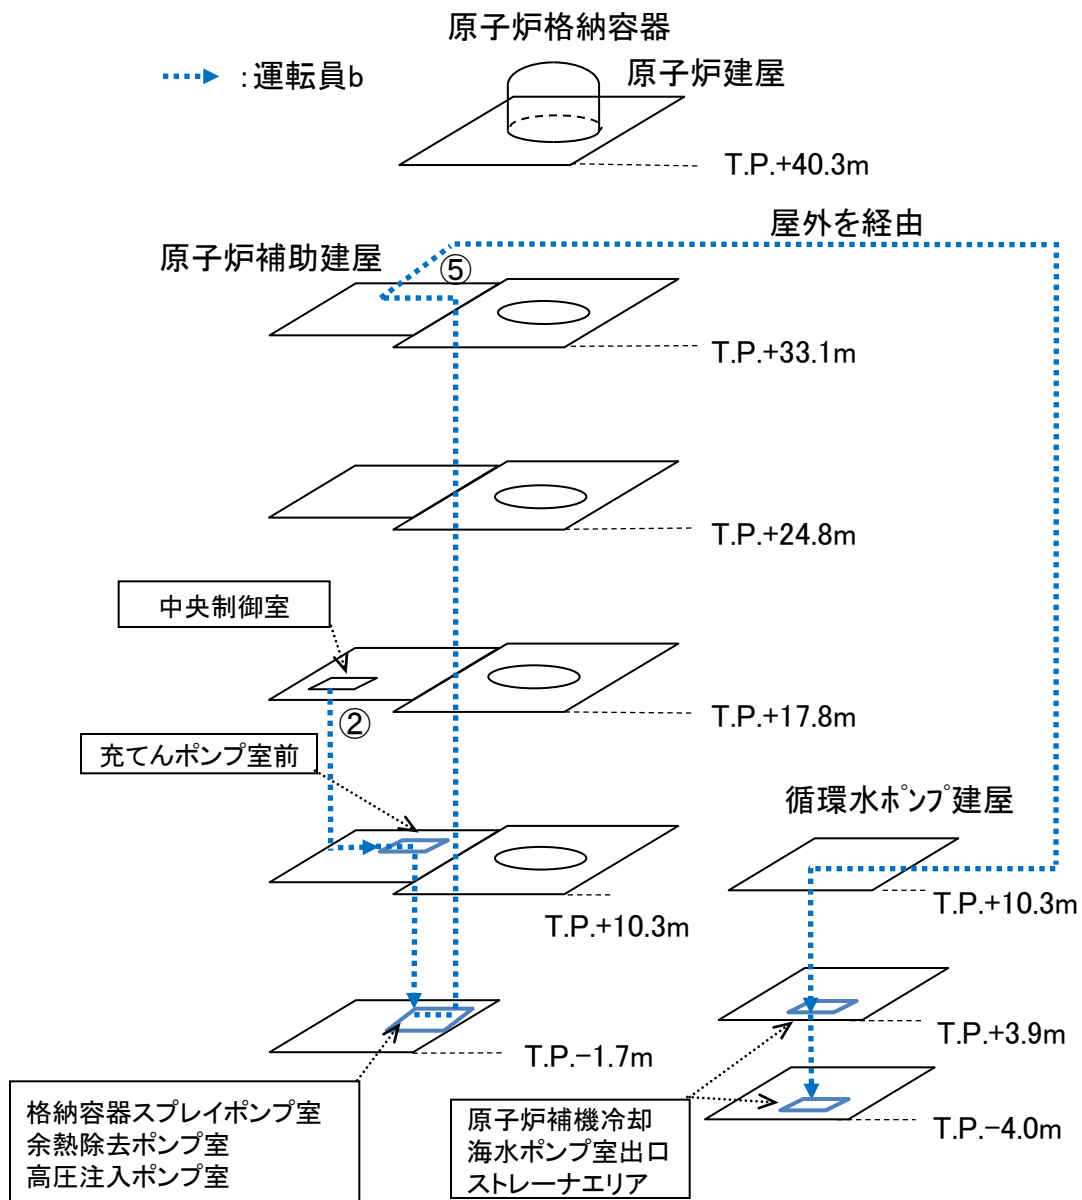 原子炉格納容器
：運転員b
原子炉建屋
T.P.+40.3m
屋外を経由
原子炉補助建屋
⑤
T.P.+33.1m
T.P.+24.8m
中央制御室
T.P.+17.8m
②
充てんポンプ室前
循環水ﾎﾟﾝﾌﾟ建屋
T.P.+10.3m
T.P.+10.3m
T.P.+3.9m
T.P.−1.7m
T.P.−4.0m
格納容器スプレイポンプ室
余熱除去ポンプ室
高圧注入ポンプ室
原子炉補機冷却
海水ポンプ室出口
ストレーナエリア